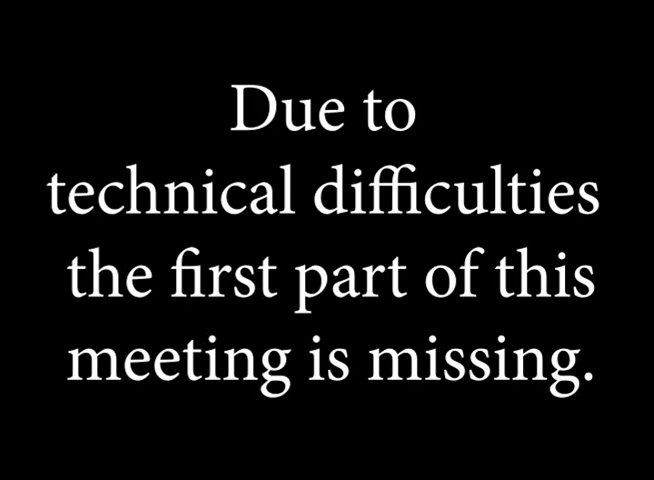 Due to
technical difficulties
the first part of this
meeting is missing.